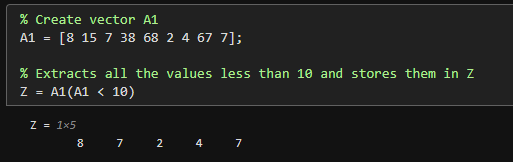 % Create vector A1
A1 = [8 15 7 38 68 2 4 67 7];
% Extracts all the values less than 10 and stores them in Z
Z = A1(A1 < 10)
Z = 1×5
8 7 2 4 7